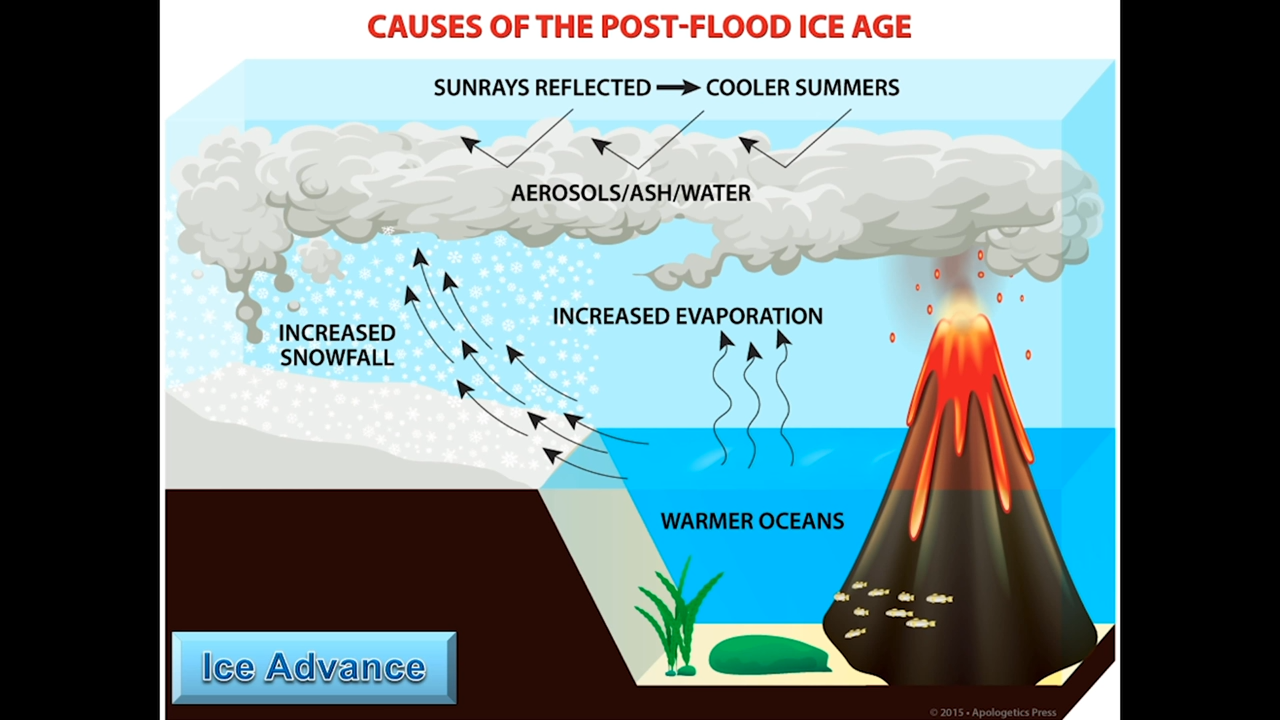 CAUSES OF THE POST-FLOOD ICE AGE
SUNRAYS REFLECTED → COOLER SUMMERS
AEROSOLS/ASH/WATER
INCREASED EVAPORATION
INCREASED
SNOWFALL
WARMER OCEANS
Ice Advance
© 2015 • Apologetics Press